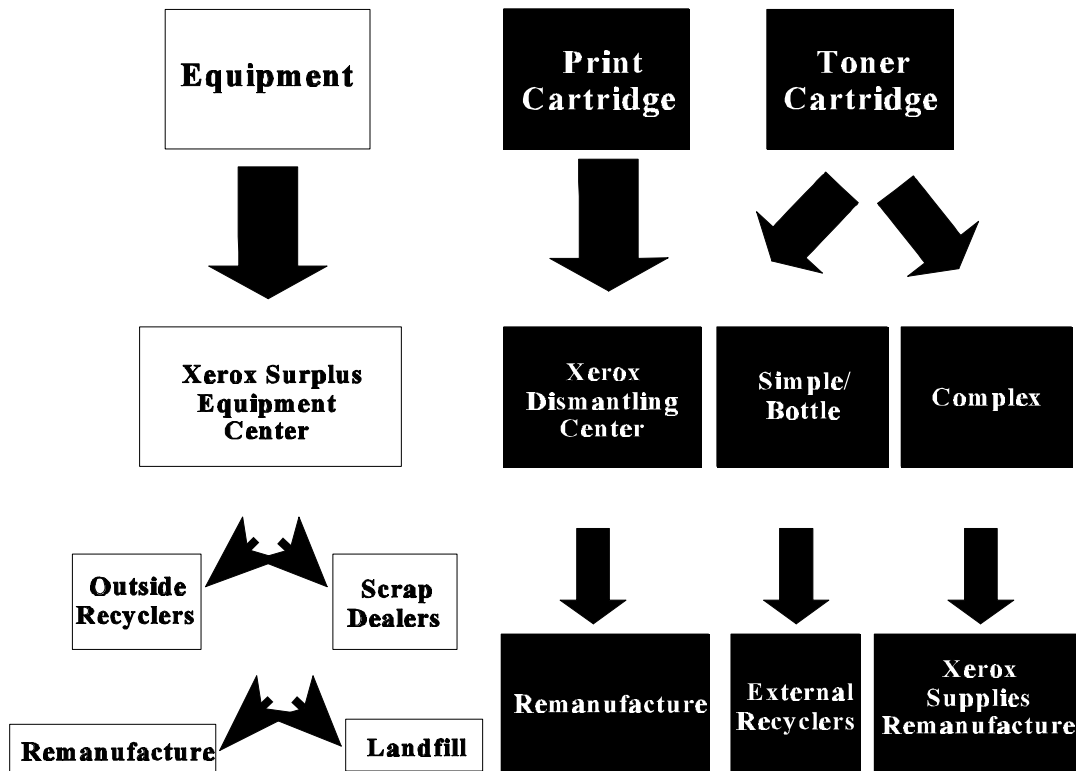 Equipment
Print
Cartridge
Toner
Cartridge
Xerox Surplus
Equipment
Center
Xerox
Dismantling
Center
Simple/
Bottle
Complex
Outside
Recyclers
Scrap
Dealers
Remanufacture
Landfill
Remanufacture
External
Recyclers
Xerox
Supplies
Remanufacture